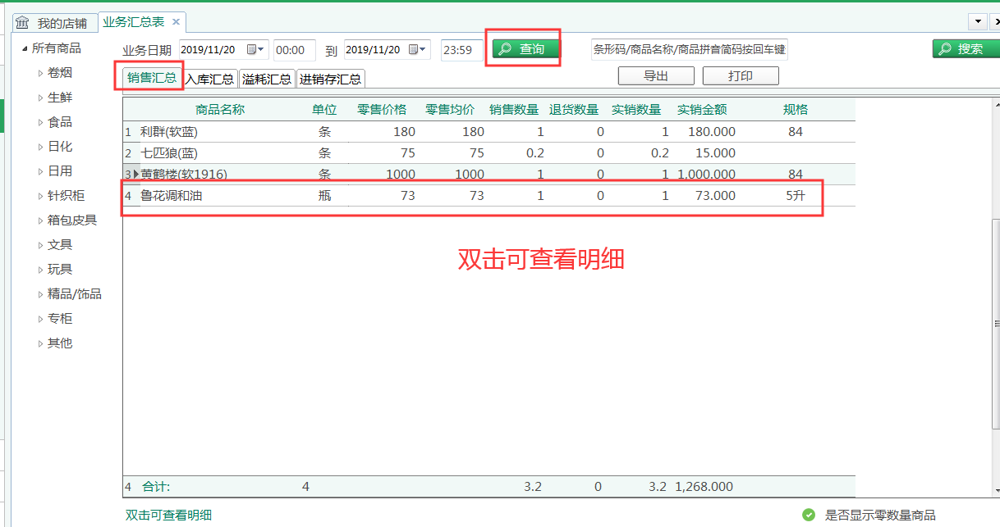 我的店铺 业务汇总表
所有商品
卷烟
生鲜
食品
日化
日用
针织柜
箱包皮具
文具
玩具
精品/饰品
专柜
其他
业务日期 2019/11/20 00:00 到 2019/11/20 23:59 查询 条形码/商品名称/商品拼音简码按回车键 搜索
销售汇总 入库汇总 溢耗汇总 进销存汇总 导出 打印
商品名称 单位 零售价格 零售均价 销售数量 退货数量 实销数量 实销金额 规格
1 利群(软蓝) 条 180 180 1 0 1 180.000 84
2 七匹狼(蓝) 条 75 75 0.2 0 0.2 15.000
3 黄鹤楼(软1916) 条 1000 1000 1 0 1 1,000.000 84
4 鲁花调和油 瓶 73 73 1 0 1 73.000 5升
双击可查看明细
4 合计: 4 3.2 0 3.2 1,268.000
双击可查看明细 是否显示零数量商品